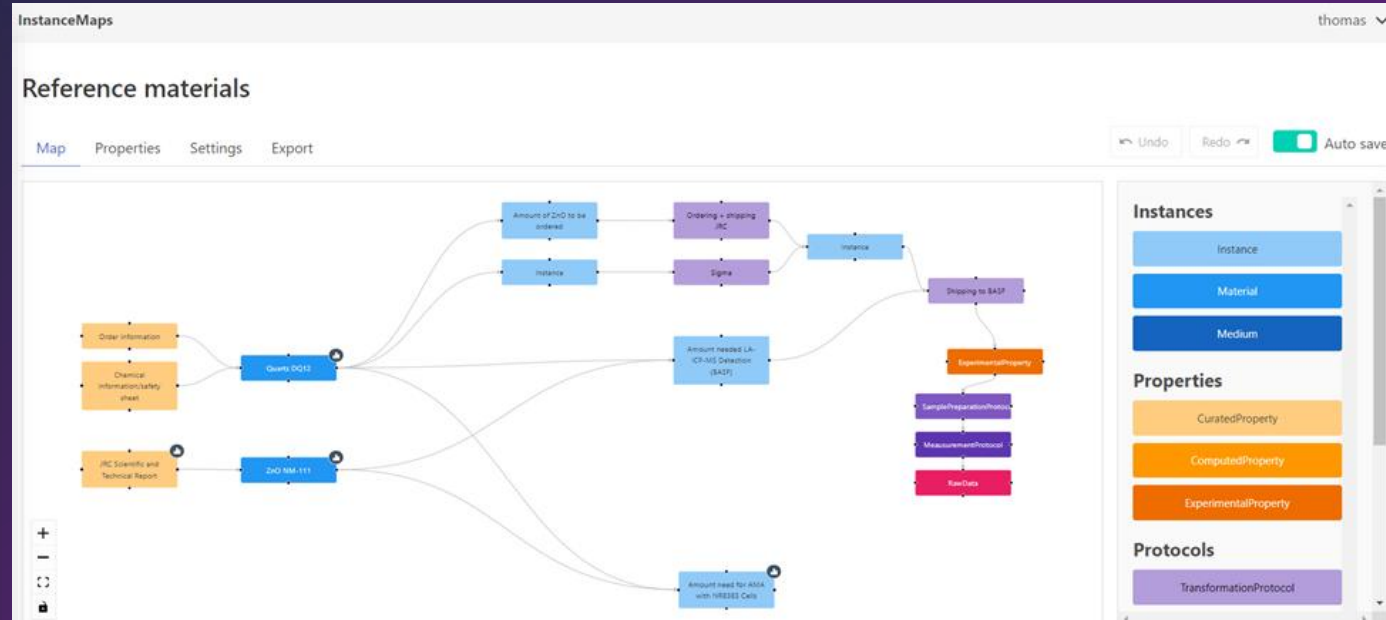 InstanceMaps
thomas
Reference materials
Map
Properties
Settings
Export
Undo
Redo
Auto save
Amount of ZnO to be
ordered
Ordering + shipping
JRC
Instance
Instance
Sigma
Shipping to BASF
Order information
Chemical
information/safety
sheet
Quartz DQ12
Amount needed LA-
ICP-MS Detection
(BASF)
ExperimentalProperty
SamplePreparationProtoc
MeausurementProtocol
RawData
JRC Scientific and
Technical Report
ZnO NM-111
Amount need for AMA
with NR8383 Cells
Instances
Instance
Material
Medium
Properties
CuratedProperty
ComputedProperty
ExperimentalProperty
Protocols
TransformationProtocol